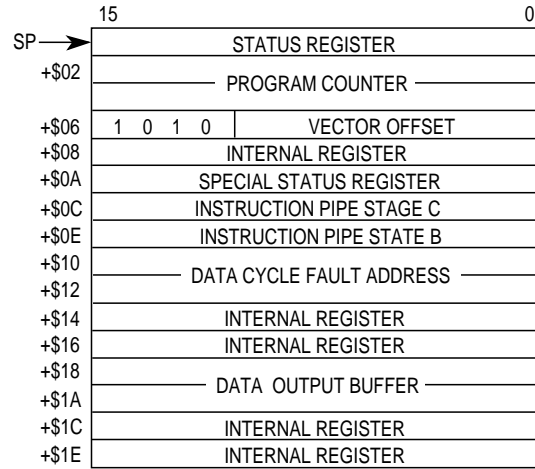 15 0
SP STATUS REGISTER
+$02
PROGRAM COUNTER
+$06 1 0 1 0 VECTOR OFFSET
+$08 INTERNAL REGISTER
+$0A SPECIAL STATUS REGISTER
+$0C INSTRUCTION PIPE STAGE C
+$0E INSTRUCTION PIPE STATE B
+$10
DATA CYCLE FAULT ADDRESS
+$12
+$14 INTERNAL REGISTER
+$16 INTERNAL REGISTER
+$18
DATA OUTPUT BUFFER
+$1A
+$1C INTERNAL REGISTER
+$1E INTERNAL REGISTER